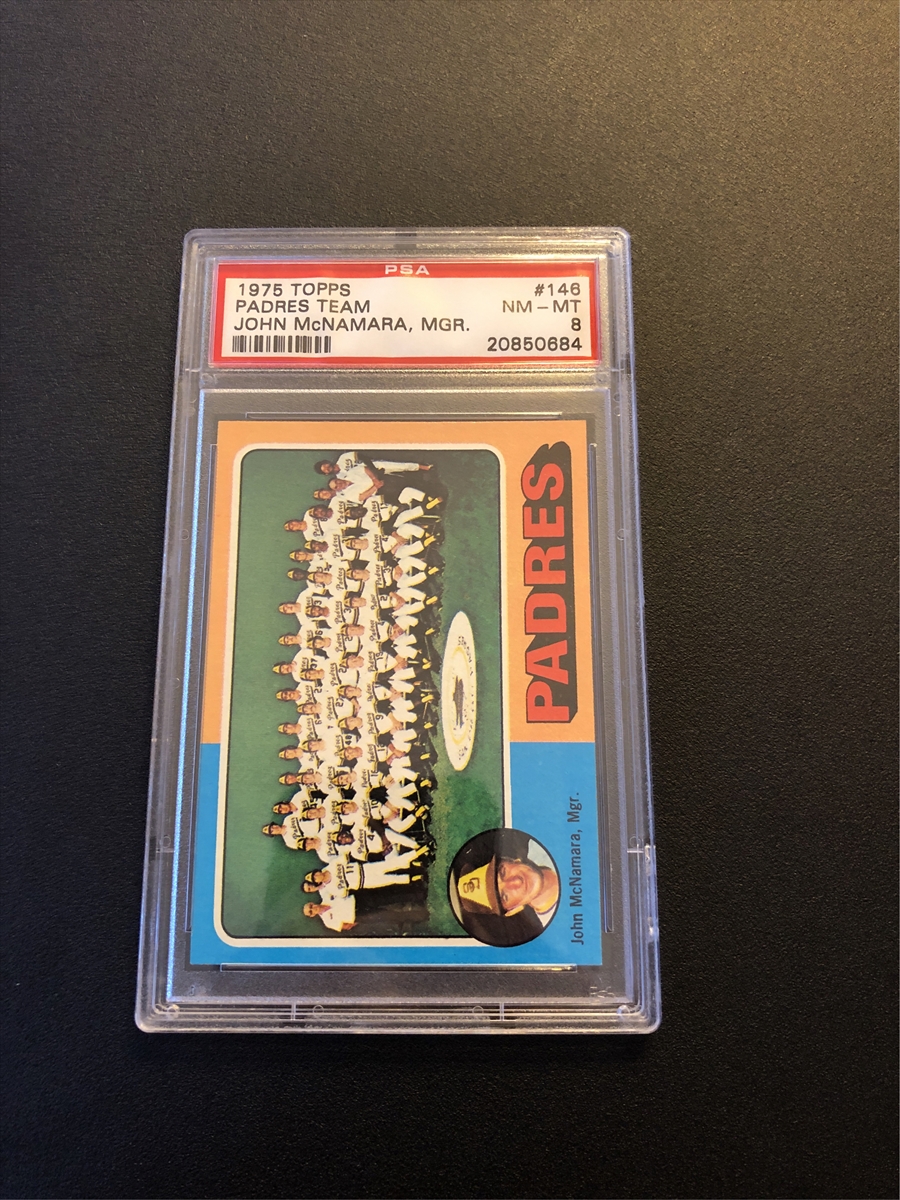 PSA
1975 TOPPS #146
PADRES TEAM NM-MT
JOHN McNAMARA, MGR. 8
20850684
PADRES
John McNamara, Mgr.